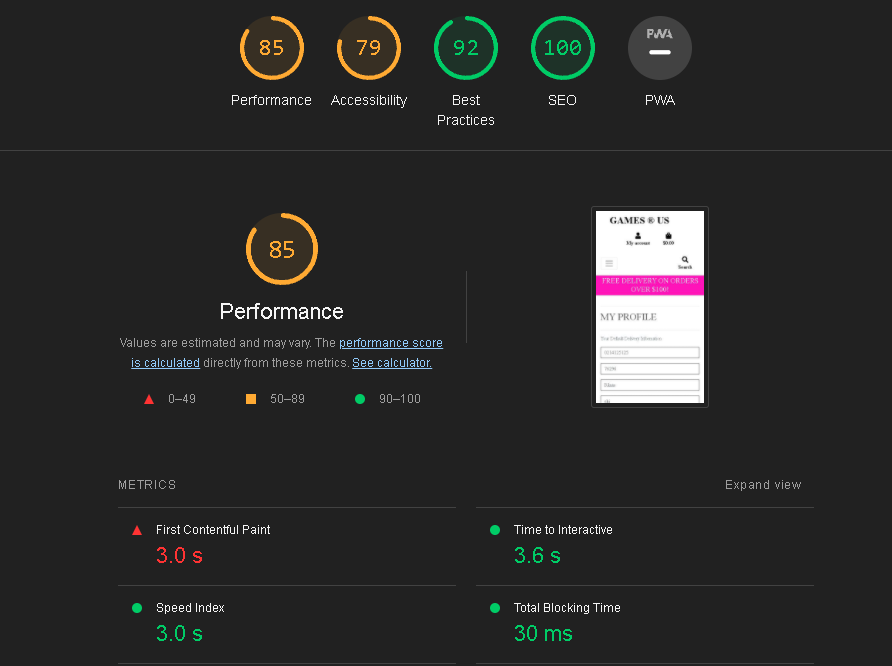 85
79
92
100
PWA
Performance
Accessibility
Best
Practices
SEO
PWA
85
Performance
Values are estimated and may vary. The performance score
is calculated directly from these metrics. See calculator.
0–49
50–89
90–100
GAMES ® US
My account
$0.00
Search
FREE DELIVERY ON ORDERS
OVER $100!
MY PROFILE
Your Default Delivery Information
METRICS
Expand view
First Contentful Paint
3.0 s
Time to Interactive
3.6 s
Speed Index
3.0 s
Total Blocking Time
30 ms